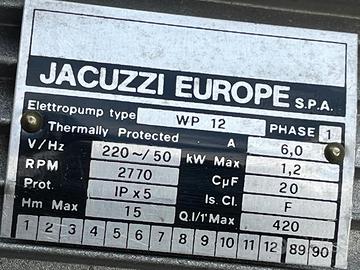 JACUZZI EUROPE S.P.A.
Elettropump type WP 12 PHASE 1
Thermally Protected A 6,0
V/Hz 220~/50 kW Max 1,2
RPM 2770 CµF 20
Prot. IP x 5 Is. Cl. F
Hm Max 15 Q.l/1'Max 420
1 2 3 4 5 6 7 8 9 10 11 12 89 90